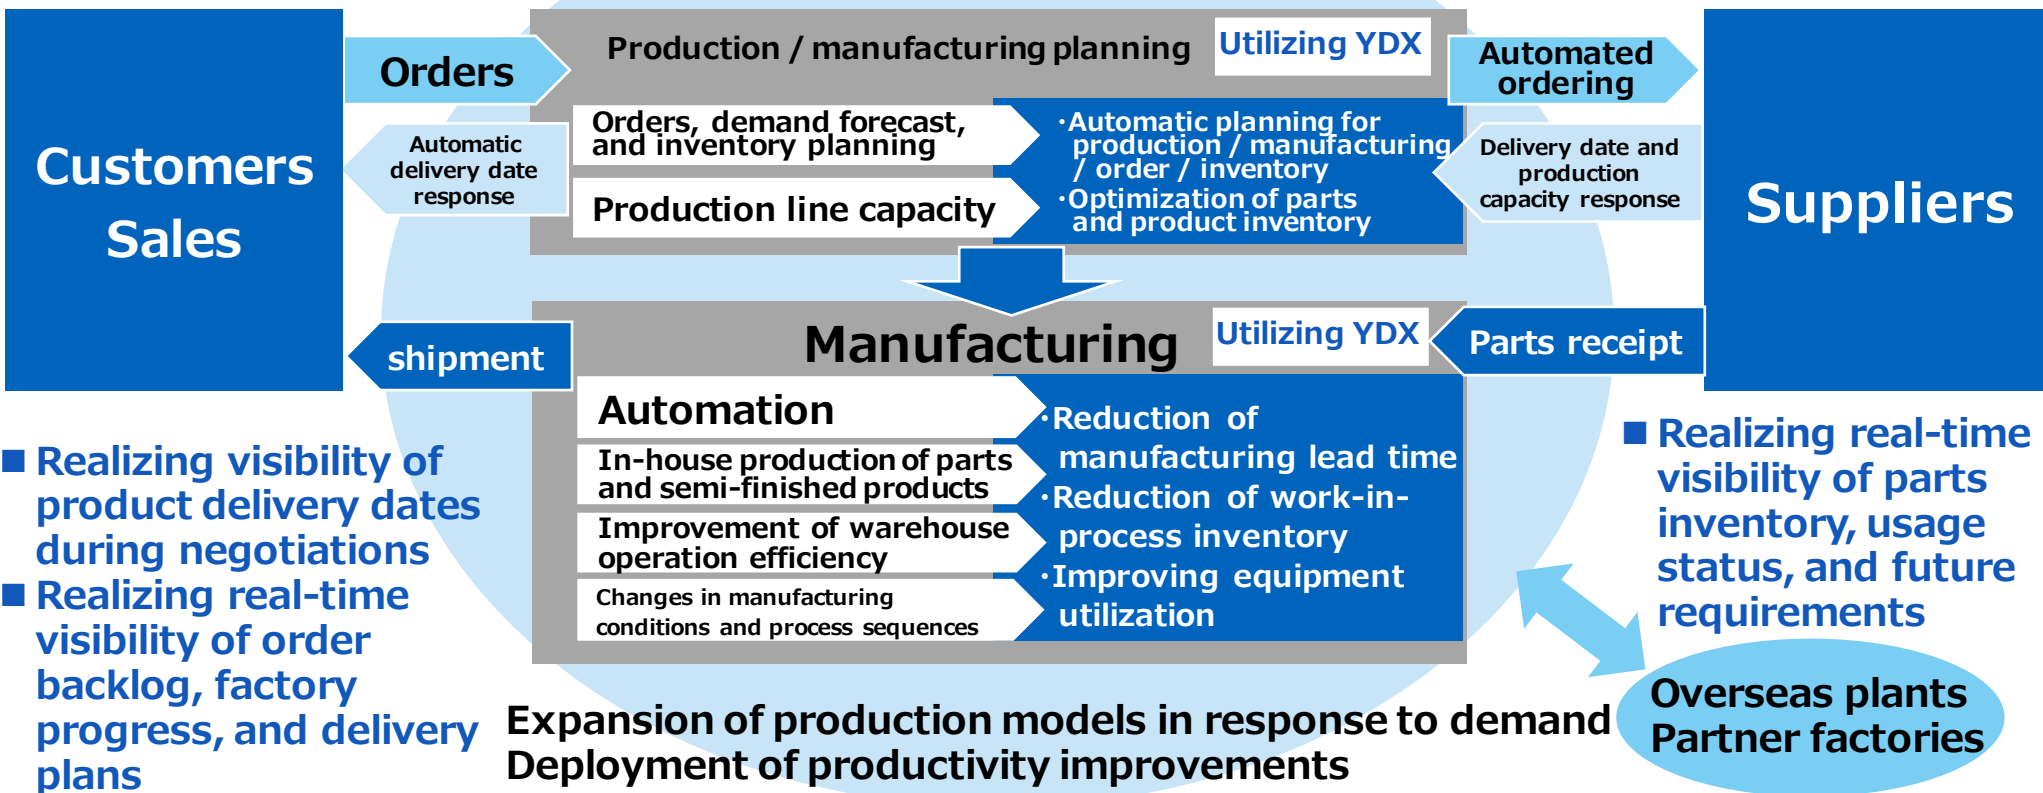 Customers
Sales
Orders
Automatic
delivery date
response
shipment
Production / manufacturing planning
Utilizing YDX
Orders, demand forecast,
and inventory planning
Production line capacity
・Automatic planning for
production / manufacturing
/ order / inventory
・Optimization of parts
and product inventory
Automated
ordering
Delivery date and
production
capacity response
Suppliers
Manufacturing
Utilizing YDX
Parts receipt
Automation
In-house production of parts
and semi-finished products
Improvement of warehouse
operation efficiency
Changes in manufacturing
conditions and process sequences
・Reduction of
manufacturing lead time
・Reduction of work-in-
process inventory
・Improving equipment
utilization
■ Realizing visibility of
product delivery dates
during negotiations
■ Realizing real-time
visibility of order
backlog, factory
progress, and delivery
plans
■ Realizing real-time
visibility of parts
inventory, usage
status, and future
requirements
Overseas plants
Partner factories
Expansion of production models in response to demand
Deployment of productivity improvements